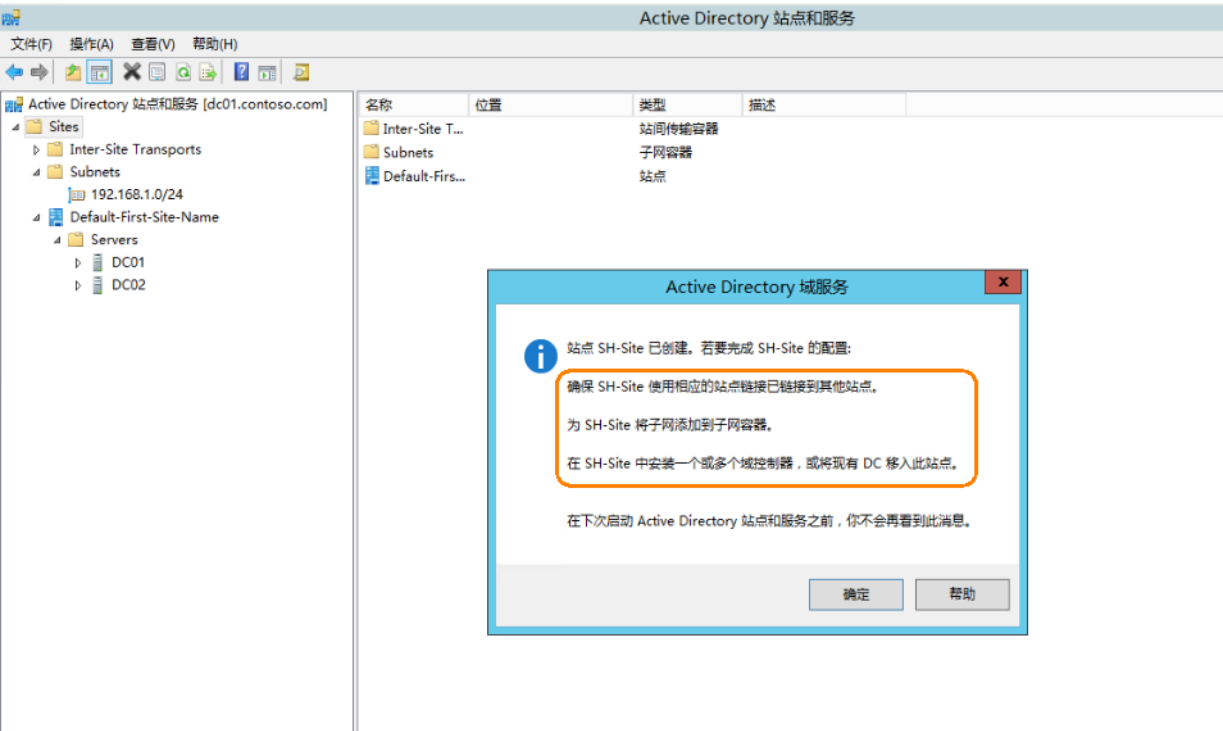 Active Directory 站点和服务
文件(F) 操作(A) 查看(V) 帮助(H)
Active Directory 站点和服务 [dc01.contoso.com]
Sites
Inter-Site Transports
Subnets
192.168.1.0/24
Default-First-Site-Name
Servers
DC01
DC02
名称 位置 类型 描述
Inter-Site T... 站间传输容器
Subnets 子网容器
Default-Firs... 站点
Active Directory 域服务
x
站点 SH-Site 已创建。若要完成 SH-Site 的配置:
确保 SH-Site 使用相应的站点链接已链接到其他站点。
为 SH-Site 将子网添加到子网容器。
在 SH-Site 中安装一个或多个域控制器，或将现有 DC 移入此站点。
在下次启动 Active Directory 站点和服务之前，你不会再看到此消息。
确定 帮助